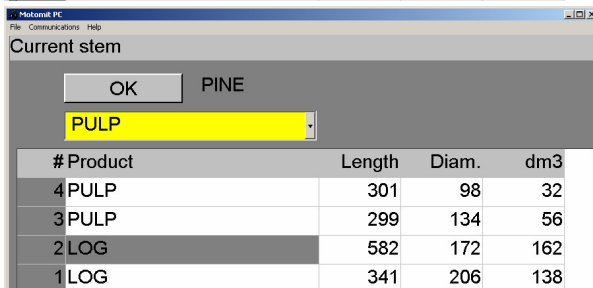 Motomit PC
File Communications Help
Current stem
OK PINE
PULP
# Product Length Diam. dm3
4 PULP 301 98 32
3 PULP 299 134 56
2 LOG 582 172 162
1 LOG 341 206 138